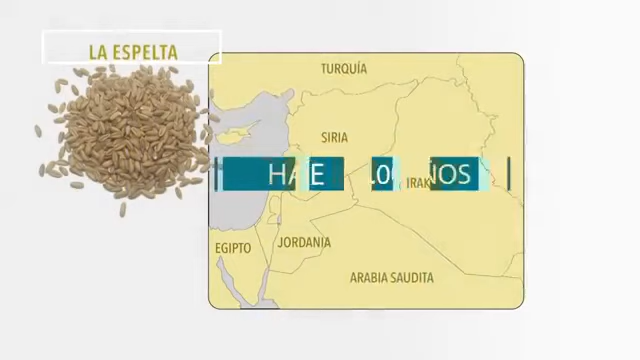 LA ESPELTA
TURQUÍA
SIRIA
IRAK
EGIPTO
JORDANIA
ARABIA SAUDITA